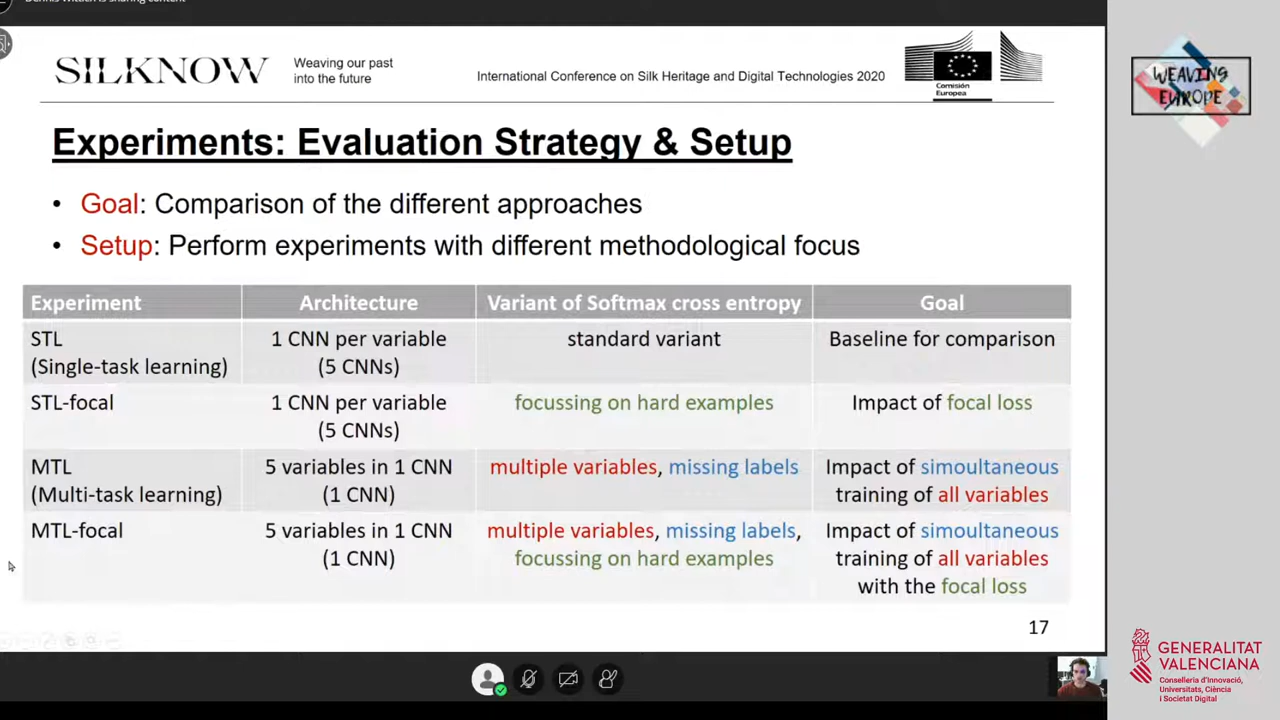 is sharing content
SILKNOW
Weaving our past
into the future
International Conference on Silk Heritage and Digital Technologies 2020
Comisión
Europea
WEAVING
EUROPE
Experiments: Evaluation Strategy & Setup
• Goal: Comparison of the different approaches
• Setup: Perform experiments with different methodological focus
Experiment Architecture Variant of Softmax cross entropy Goal
STL 1 CNN per variable standard variant Baseline for comparison
(Single-task learning) (5 CNNs)
STL-focal 1 CNN per variable focussing on hard examples Impact of focal loss
(5 CNNs)
MTL 5 variables in 1 CNN multiple variables, missing labels Impact of simoultaneous
(Multi-task learning) (1 CNN) training of all variables
MTL-focal 5 variables in 1 CNN multiple variables, missing labels, Impact of simoultaneous
(1 CNN) focussing on hard examples training of all variables
with the focal loss
17
GENERALITAT
VALENCIANA
Conselleria d'Innovació,
Universitats, Ciència
i Societat Digital